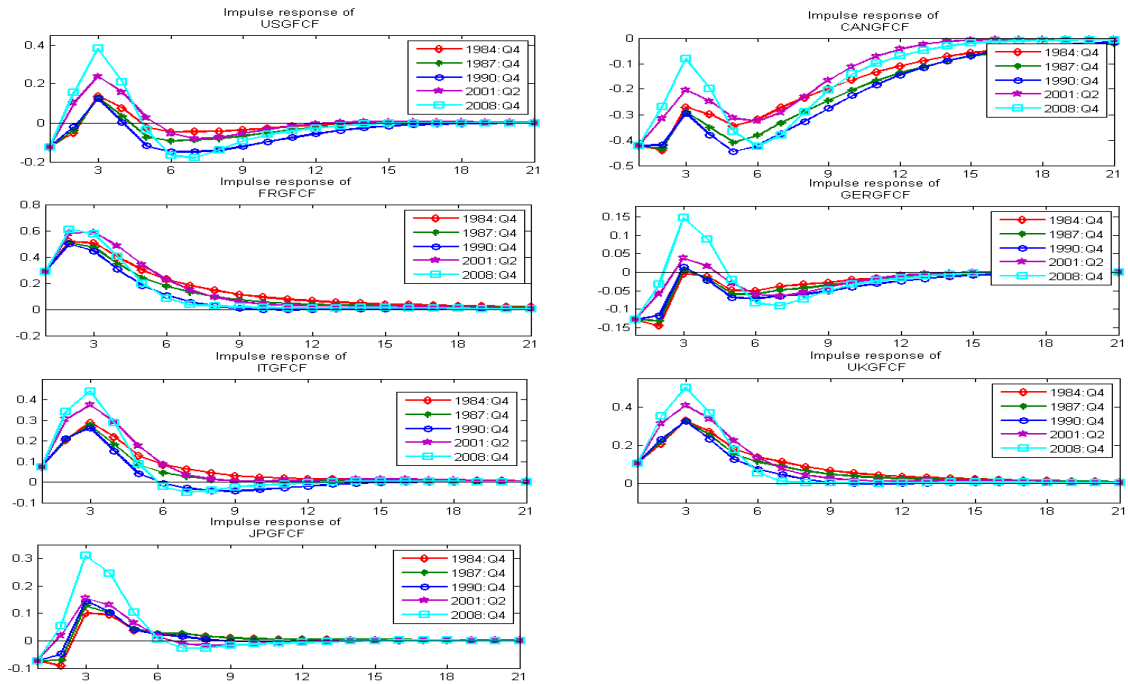 Impulse response of
USGFCF
0.4
0.2
0
-0.2
3 6 9 12 15 18 21
1984:Q4
1987:Q4
1990:Q4
2001:Q2
2008:Q4
Impulse response of
CANGFCF
0
-0.1
-0.2
-0.3
-0.4
-0.5
3 6 9 12 15 18 21
1984:Q4
1987:Q4
1990:Q4
2001:Q2
2008:Q4
Impulse response of
FRGFCF
0.8
0.6
0.4
0.2
0
-0.2
3 6 9 12 15 18 21
1984:Q4
1987:Q4
1990:Q4
2001:Q2
2008:Q4
Impulse response of
GERGFCF
0.15
0.1
0.05
0
-0.05
-0.1
-0.15
3 6 9 12 15 18 21
1984:Q4
1987:Q4
1990:Q4
2001:Q2
2008:Q4
Impulse response of
ITGFCF
0.4
0.3
0.2
0.1
0
-0.1
3 6 9 12 15 18 21
1984:Q4
1987:Q4
1990:Q4
2001:Q2
2008:Q4
Impulse response of
UKGFCF
0.4
0.2
0
3 6 9 12 15 18 21
1984:Q4
1987:Q4
1990:Q4
2001:Q2
2008:Q4
Impulse response of
JPGFCF
0.3
0.2
0.1
0
-0.1
3 6 9 12 15 18 21
1984:Q4
1987:Q4
1990:Q4
2001:Q2
2008:Q4